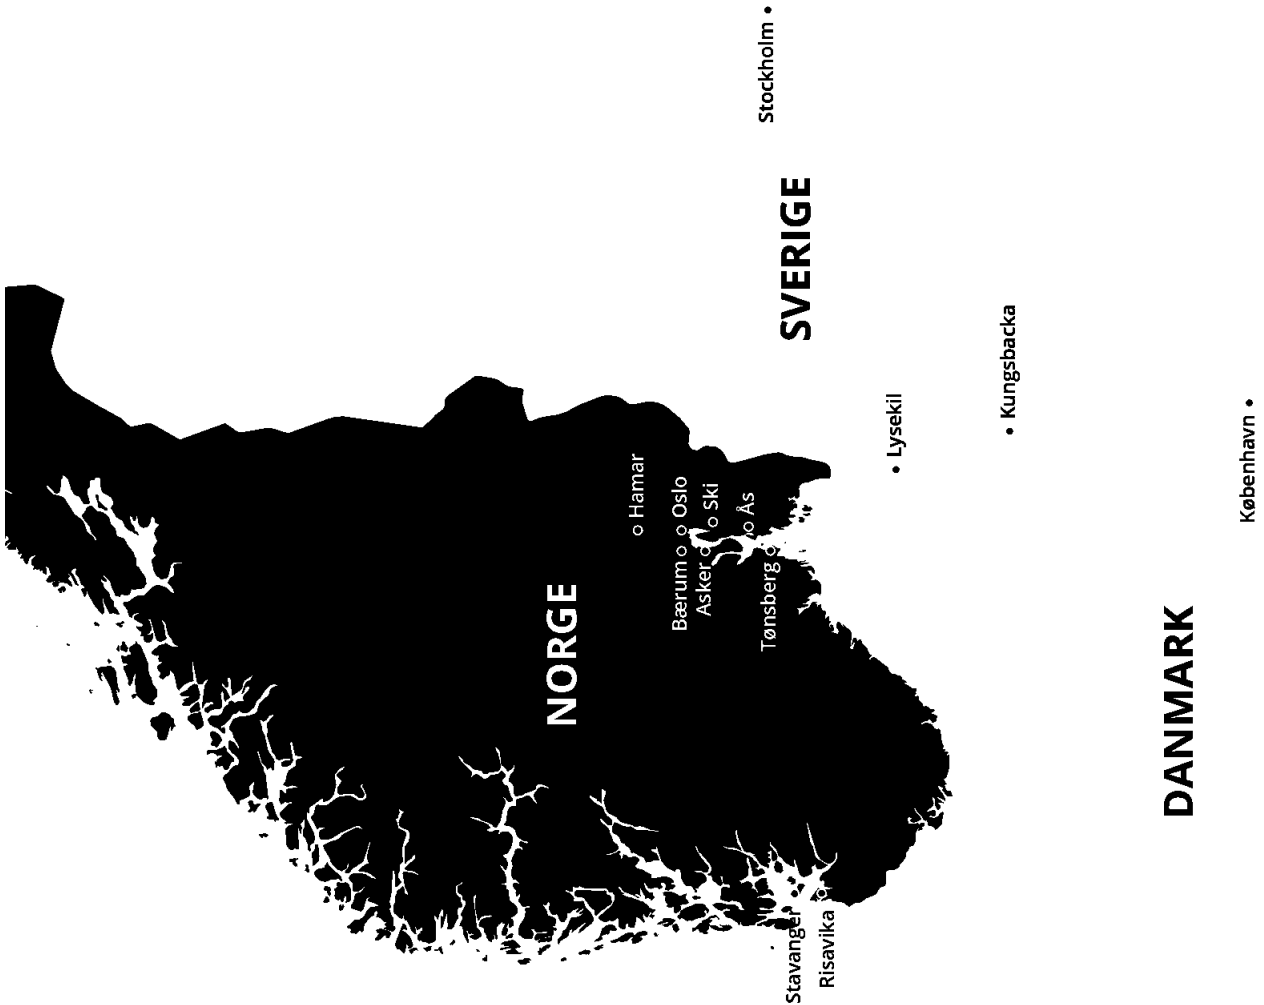 Stockholm
SVERIGE
Hamar
Oslo
Bærum
Ski
Asker
Ås
Tønsberg
NORGE
Lysekil
Kungsbacka
København
DANMARK
Stavanger
Risavika